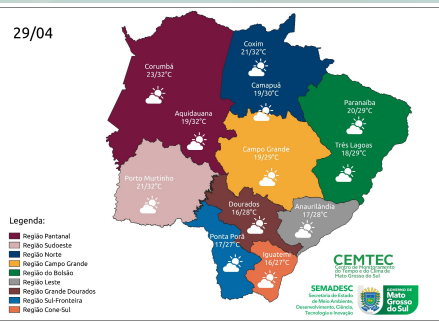 29/04
Coxim
21/32°C
Corumbá
23/32°C
Camapuã
19/30°C
Paranaíba
20/29°C
Aquidauana
19/32°C
Três Lagoas
18/29°C
Campo Grande
19/29°C
Porto Murtinho
21/32°C
Dourados
16/28°C
Anaurilândia
17/28°C
Ponta Porã
17/27°C
Iguatemi
16/27°C
Legenda:
Região Pantanal
Região Sudoeste
Região Norte
Região Campo Grande
Região do Bolsão
Região Leste
Região Grande Dourados
Região Sul-Fronteira
Região Cone-Sul
CEMTEC
Centro de Monitoramento
do Tempo e do Clima de
Mato Grosso do Sul
SEMADESC
Secretaria de Estado
de Meio Ambiente,
Desenvolvimento, Ciência,
Tecnologia e Inovação
GOVERNO DE
Mato
Grosso
do Sul